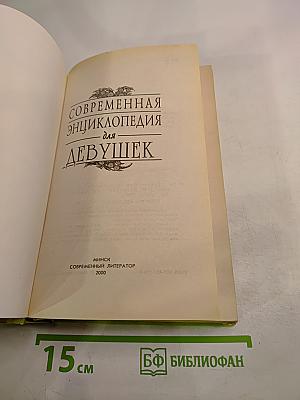 СОВРЕМЕННАЯ
ЭНЦИКЛОПЕДИЯ
для
ДЕВУШЕК
МИНСК
СОВРЕМЕННЫЙ ЛИТЕРАТОР
2000
15 см
БФ БИБЛИОФАН